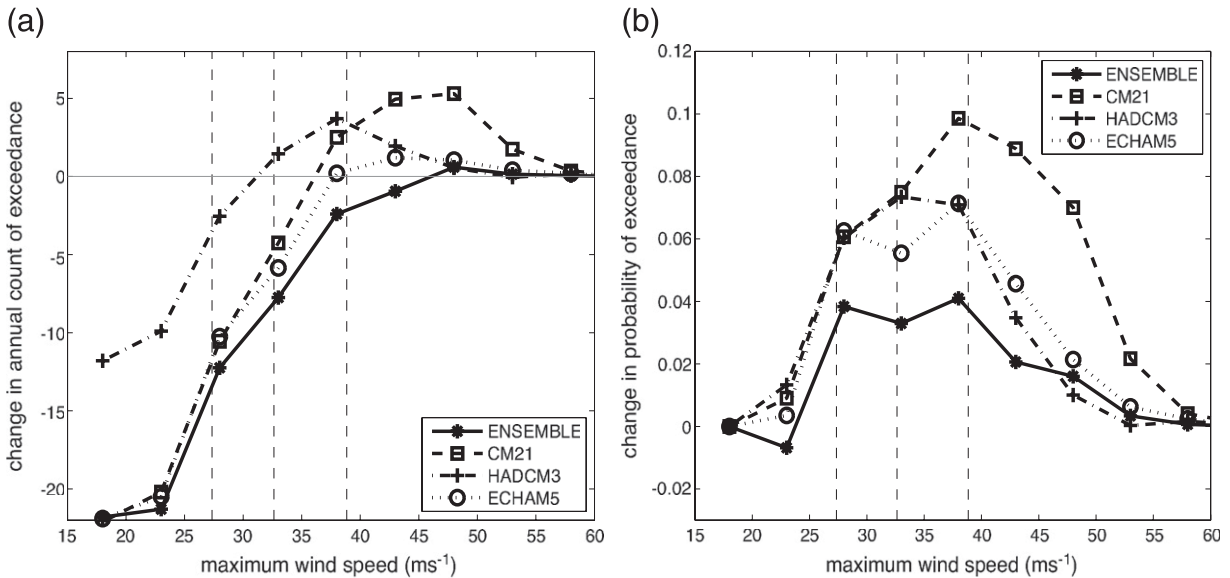 (a)
change in annual count of exceedance
5
0
-5
-10
-15
-20
15 20 25 30 35 40 45 50 55 60
maximum wind speed (ms⁻¹)
ENSEMBLE
CM21
HADCM3
ECHAM5
(b)
change in probability of exceedance
0.12
0.1
0.08
0.06
0.04
0.02
0
-0.02
15 20 25 30 35 40 45 50 55 60
maximum wind speed (ms⁻¹)
ENSEMBLE
CM21
HADCM3
ECHAM5